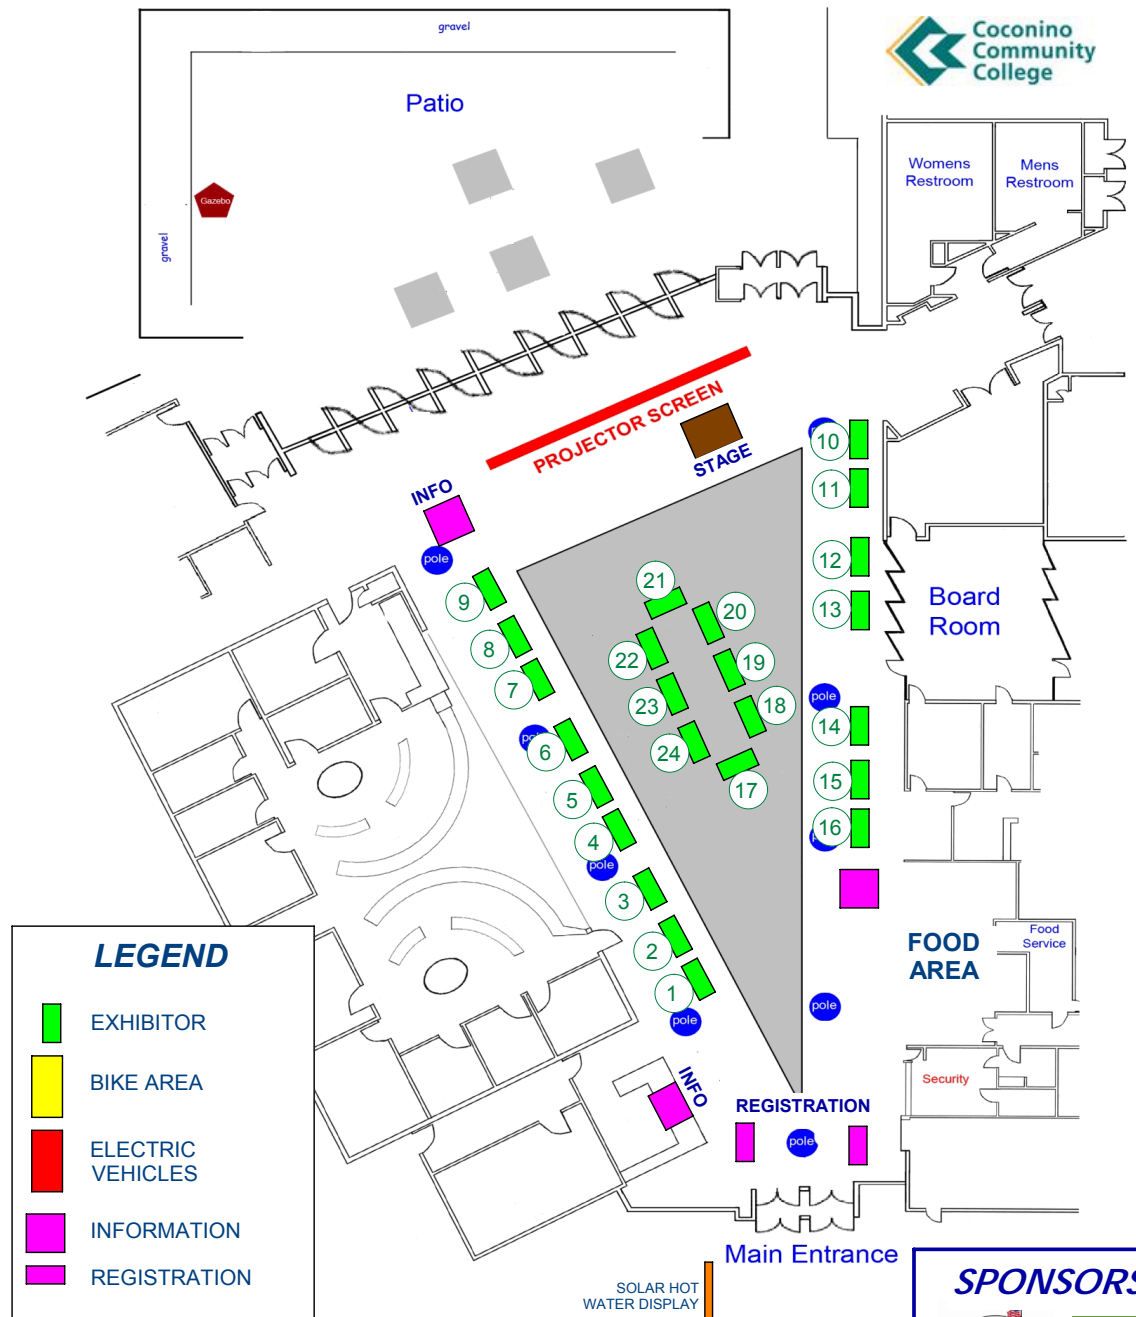 gravel
Coconino
Community
College
Patio
Womens
Restroom
Mens
Restroom
Gazebo
gravel
PROJECTOR SCREEN
STAGE
INFO
pole
10
11
12
13
Board
Room
9
8
7
21
20
22
19
23
18
24
17
pole
14
15
16
6
5
4
pole
3
2
1
pole
FOOD
AREA
Food
Service
pole
Security
INFO
REGISTRATION
pole
Main Entrance
SOLAR HOT
WATER DISPLAY
LEGEND
EXHIBITOR
BIKE AREA
ELECTRIC
VEHICLES
INFORMATION
REGISTRATION
SPONSORS